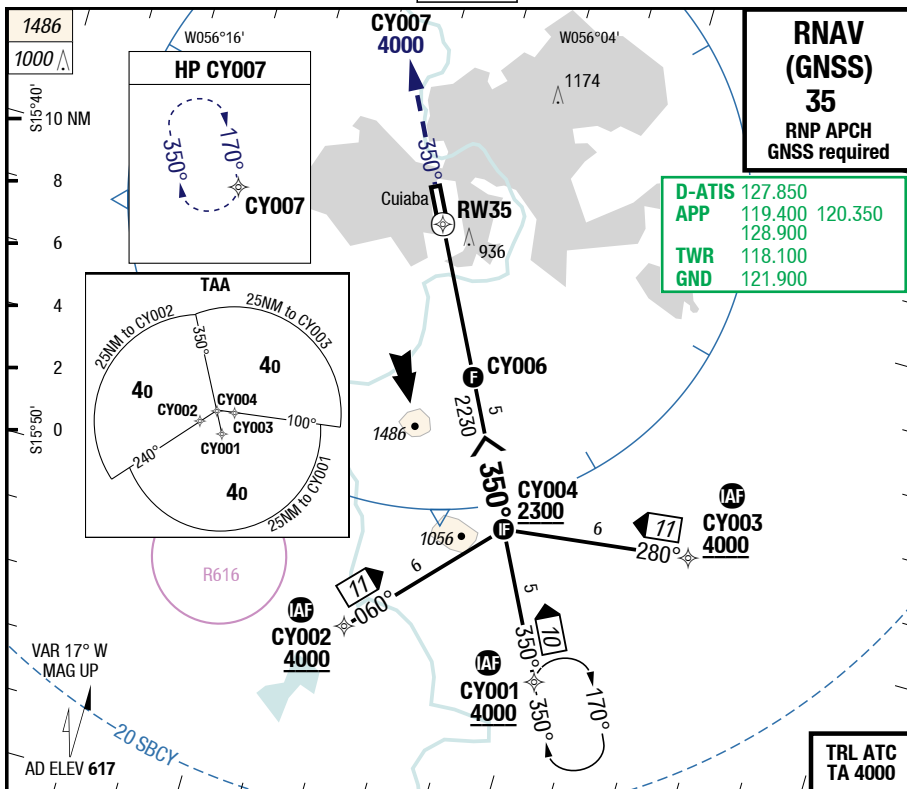 1486
1000
W056°16'
CY007
4000
W056°04'
RNAV
(GNSS)
35
RNP APCH
GNSS required
HP CY007
350°
170°
CY007
S15°40'
10 NM
8
6
4
2
0
S15°50'
1174
350°
Cuiaba
RW35
936
D-ATIS 127.850
APP 119.400 120.350
128.900
TWR 118.100
GND 121.900
TAA
25NM to CY002
25NM to CY003
350°
40
40
CY002
CY004
CY003
CY001
240°
100°
40
25NM to CY001
CY006
F
5
2230
1486
350°
CY004
2300
IF
1056
6
11
280°
IAF
CY003
4000
R616
6
11
060°
IAF
CY002
4000
5
10
350°
IAF
CY001
4000
350°
170°
VAR 17° W
MAG UP
20 SBCY
AD ELEV 617
TRL ATC
TA 4000